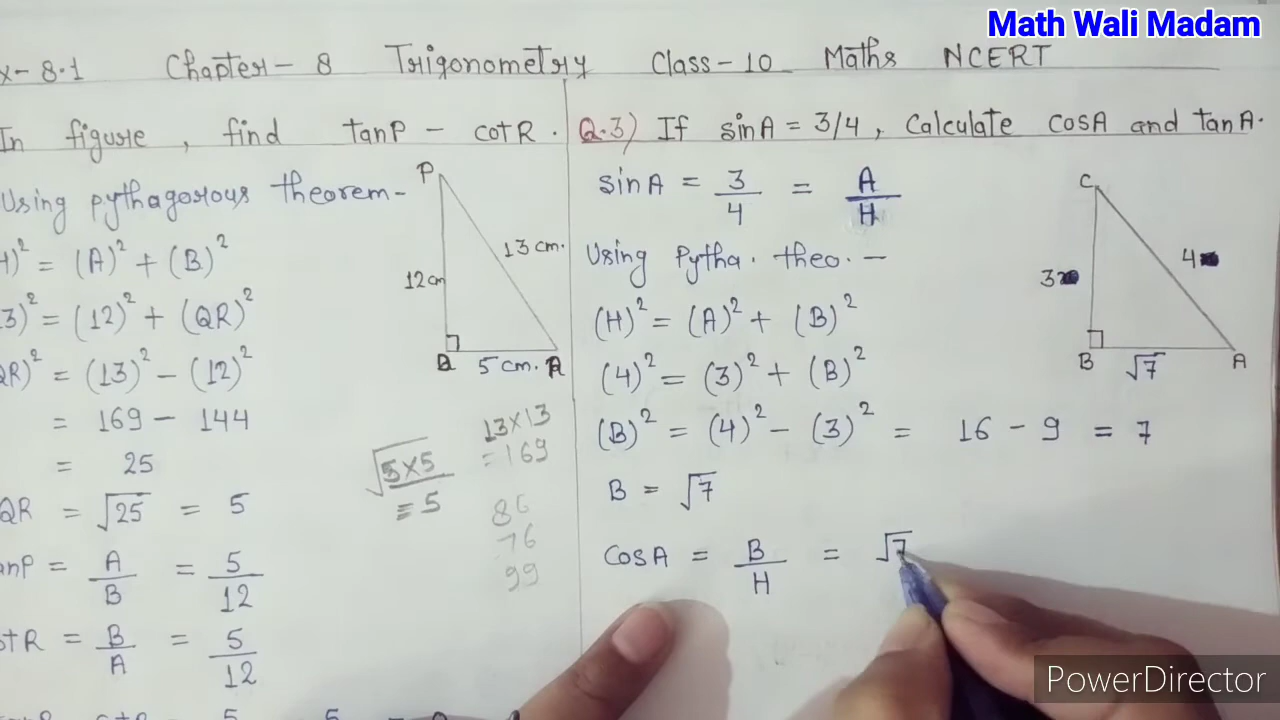 Math Wali Madam
x-8.1 Chapter-8 Trigonometry Class-10 Maths NCERT
In figure, find tanP - cotR.
Using pythagorous theorem-
H)² = (A)² + (B)²
3)² = (12)² + (QR)²
QR)² = (13)² - (12)²
= 169 - 144
= 25
QR = √25 = 5
anP = A/B = 5/12
otR = B/A = 5/12
P
13 cm.
12cm
Q 5 cm. R
√5×5
= 5
13×13
= 169
Q.3) If sinA = 3/4, Calculate cosA and tanA.
sinA = 3/4 = A/H
Using Pytha. theo. -
(H)² = (A)² + (B)²
(4)² = (3)² + (B)²
(B)² = (4)² - (3)² = 16 - 9 = 7
B = √7
CosA = B/H = √7
C
3
4
B √7 A
PowerDirector